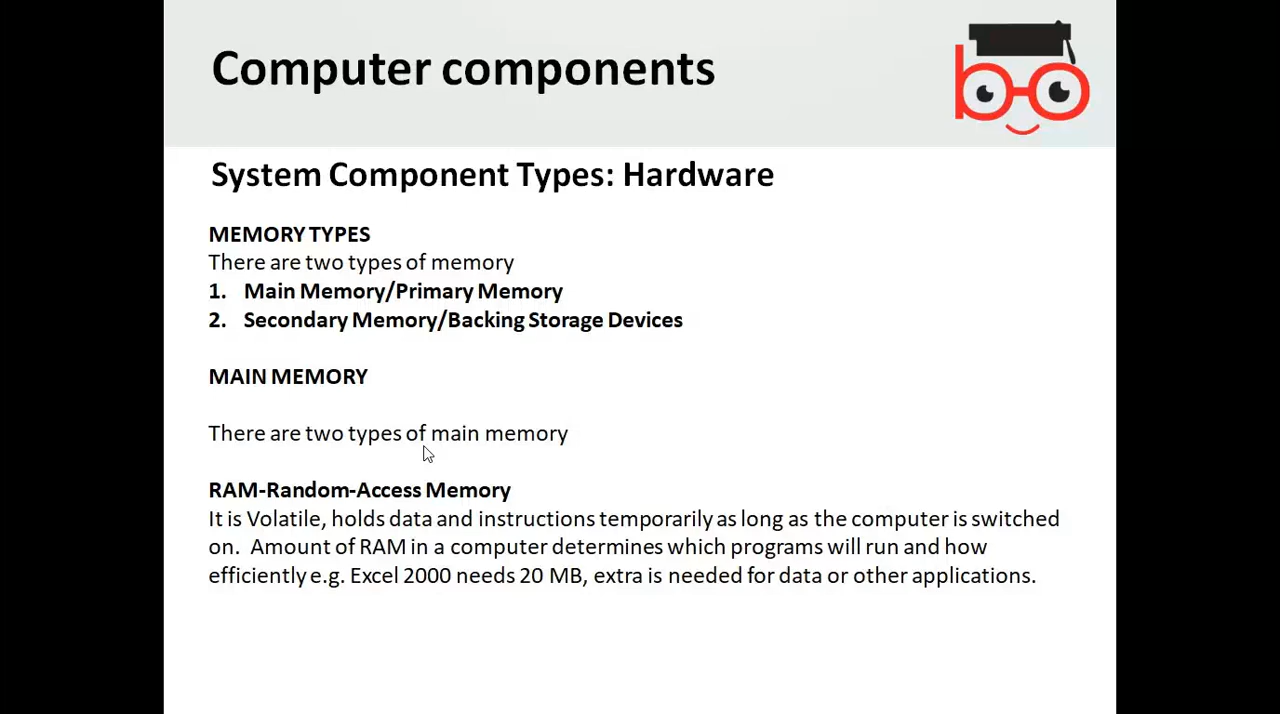 Computer components
System Component Types: Hardware
MEMORY TYPES
There are two types of memory
1. Main Memory/Primary Memory
2. Secondary Memory/Backing Storage Devices
MAIN MEMORY
There are two types of main memory
RAM-Random-Access Memory
It is Volatile, holds data and instructions temporarily as long as the computer is switched
on. Amount of RAM in a computer determines which programs will run and how
efficiently e.g. Excel 2000 needs 20 MB, extra is needed for data or other applications.